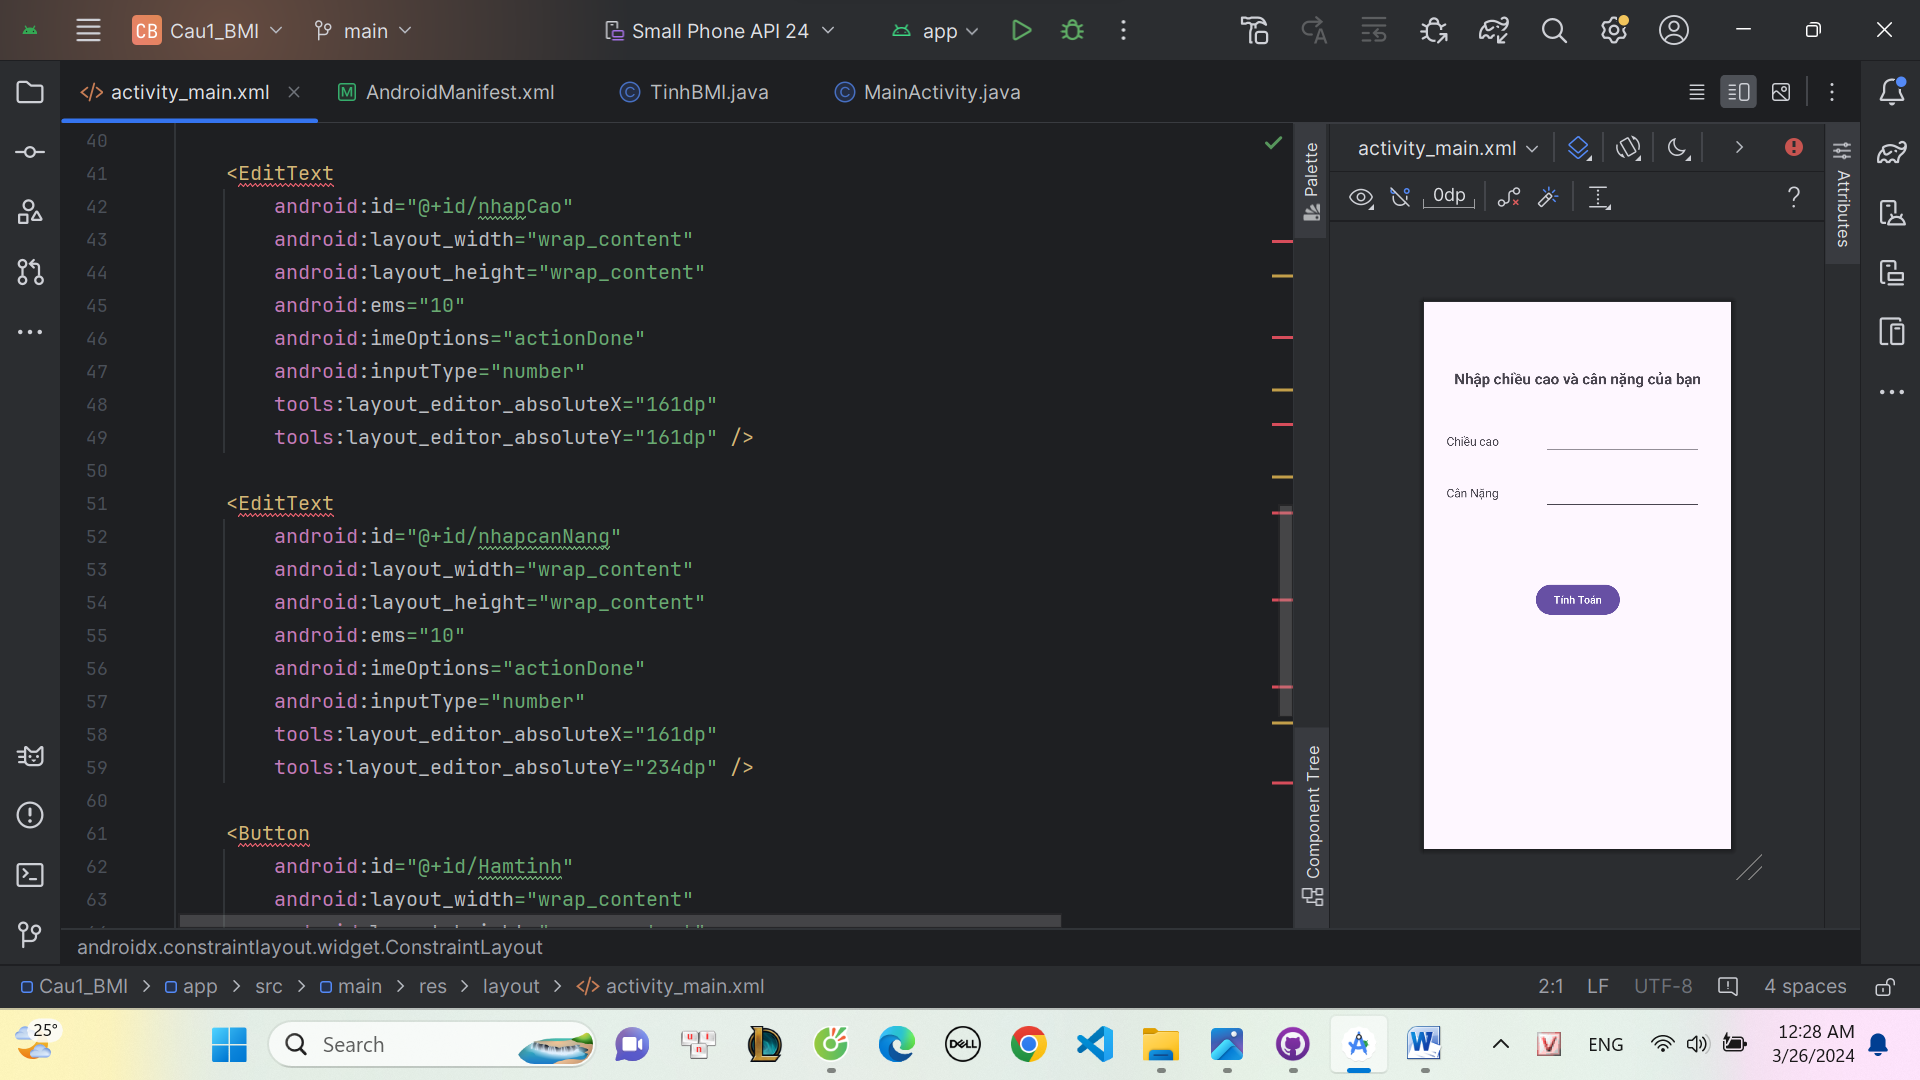 CB Cau1_BMI main Small Phone API 24 app
activity_main.xml AndroidManifest.xml TinhBMI.java MainActivity.java
40
41 <EditText
42 android:id="@+id/nhapCao"
43 android:layout_width="wrap_content"
44 android:layout_height="wrap_content"
45 android:ems="10"
46 android:imeOptions="actionDone"
47 android:inputType="number"
48 tools:layout_editor_absoluteX="161dp"
49 tools:layout_editor_absoluteY="161dp" />
50
51 <EditText
52 android:id="@+id/nhapcanNang"
53 android:layout_width="wrap_content"
54 android:layout_height="wrap_content"
55 android:ems="10"
56 android:imeOptions="actionDone"
57 android:inputType="number"
58 tools:layout_editor_absoluteX="161dp"
59 tools:layout_editor_absoluteY="234dp" />
60
61 <Button
62 android:id="@+id/Hamtinh"
63 android:layout_width="wrap_content"
Palette
Component Tree
activity_main.xml
0dp
?
Attributes
Nhập chiều cao và cân nặng của bạn
Chiều cao
Cân Nặng
Tính Toán
androidx.constraintlayout.widget.ConstraintLayout
Cau1_BMI > app > src > main > res > layout > activity_main.xml
2:1 LF UTF-8 4 spaces
25°
Search
DELL
ENG
12:28 AM
3/26/2024